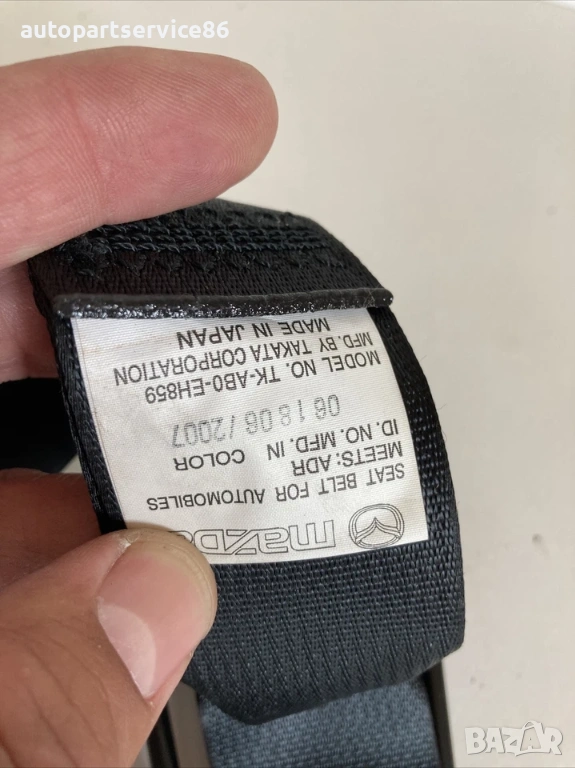 autopartservice86
mazda
SEAT BELT FOR AUTOMOBILES
MEETS: ADR
ID. NO. MFD. IN COLOR
06 18 06 /2007
MODEL NO. TK-AB0-EH859
MFD. BY TAKATA CORPORATION
MADE IN JAPAN
BAZAR